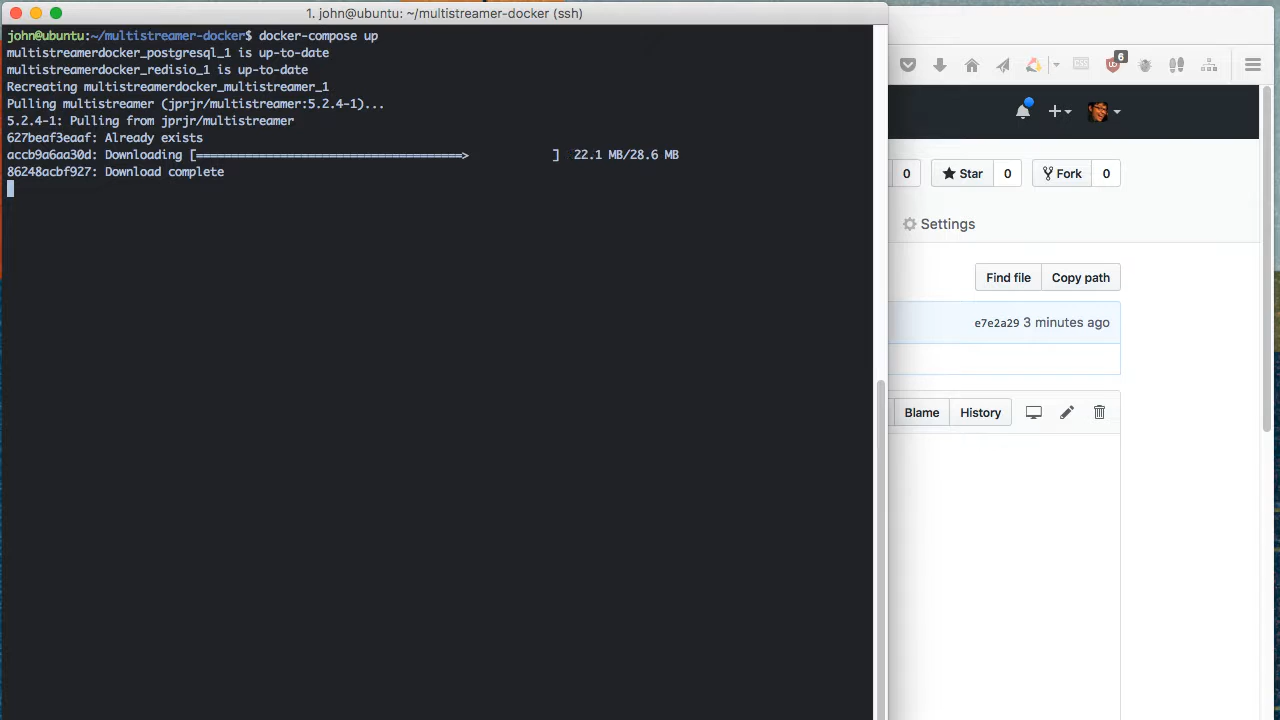 1. john@ubuntu: ~/multistreamer-docker (ssh)
john@ubuntu:~/multistreamer-docker$ docker-compose up
multistreamerdocker_postgresql_1 is up-to-date
multistreamerdocker_redisio_1 is up-to-date
Recreating multistreamerdocker_multistreamer_1
Pulling multistreamer (jprjr/multistreamer:5.2.4-1)...
5.2.4-1: Pulling from jprjr/multistreamer
627beaf3eaaf: Already exists
accb9a6aa30d: Downloading [======================================>            ] 22.1 MB/28.6 MB
86248acbf927: Download complete
6
0 Star 0 Fork 0
Settings
Find file Copy path
e7e2a29 3 minutes ago
Blame History